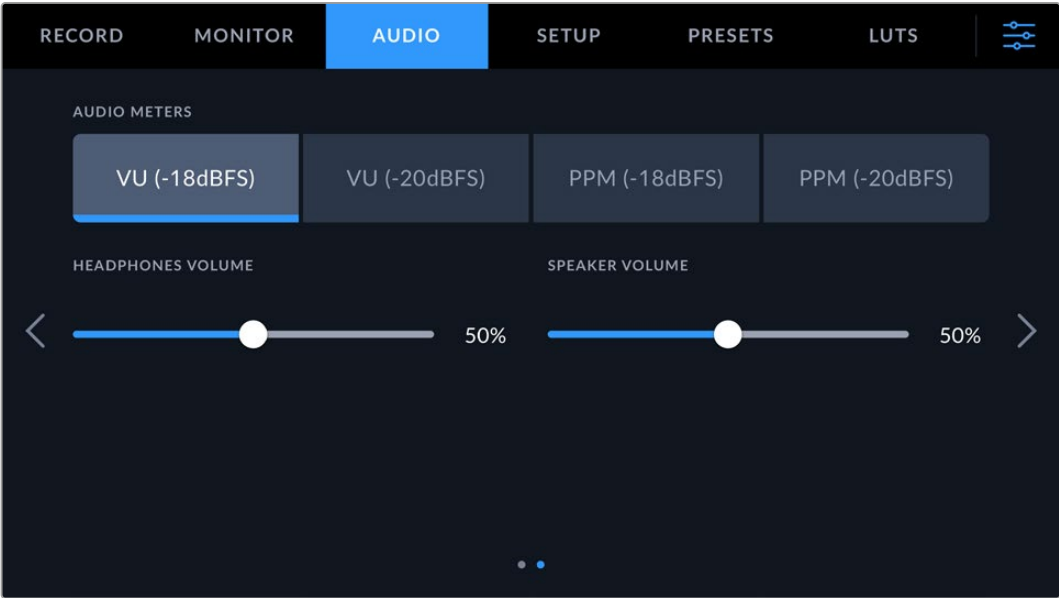 RECORD MONITOR AUDIO SETUP PRESETS LUTS
AUDIO METERS
VU (-18dBFS) VU (-20dBFS) PPM (-18dBFS) PPM (-20dBFS)
HEADPHONES VOLUME SPEAKER VOLUME
50% 50%